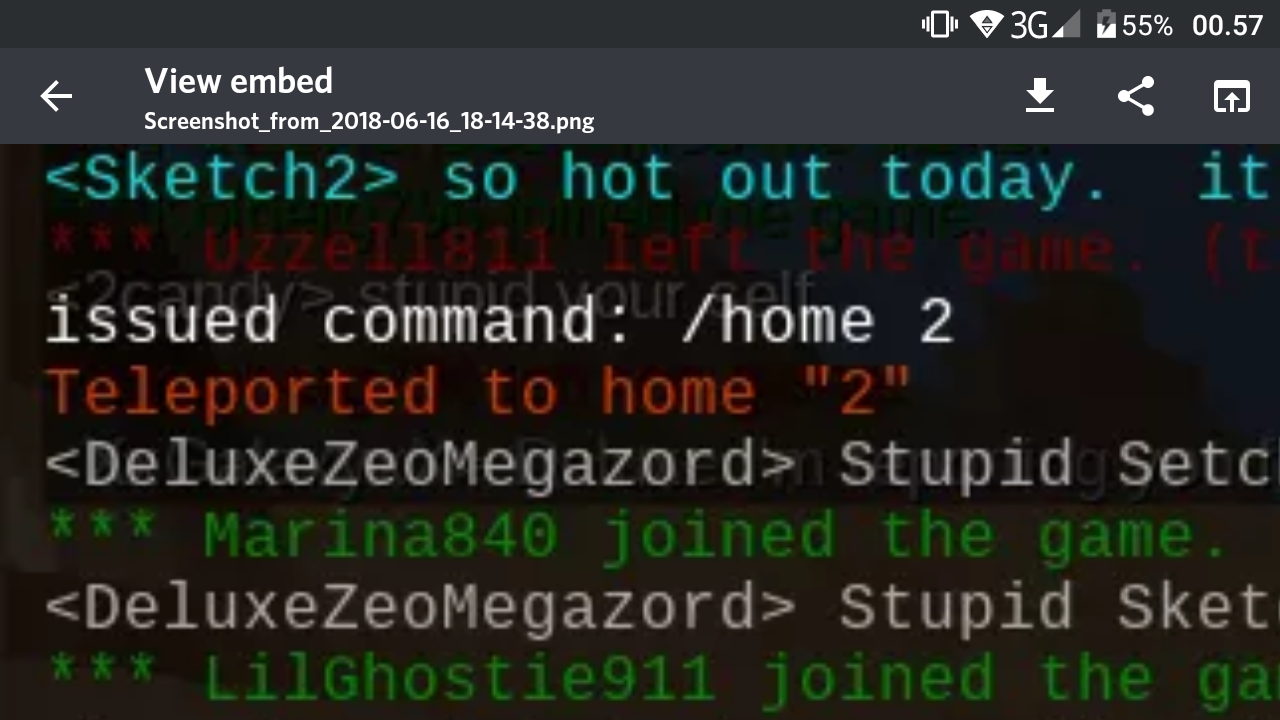 3G 55% 00.57
View embed
Screenshot_from_2018-06-16_18-14-38.png
<Sketch2> so hot out today. it
*** Uzzell811 left the game. (t
<2candy> stupid your self
issued command: /home 2
Teleported to home "2"
<DeluxeZeoMegazord> Stupid Setc
*** Marina840 joined the game.
<DeluxeZeoMegazord> Stupid Sket
*** LilGhostie911 joined the ga